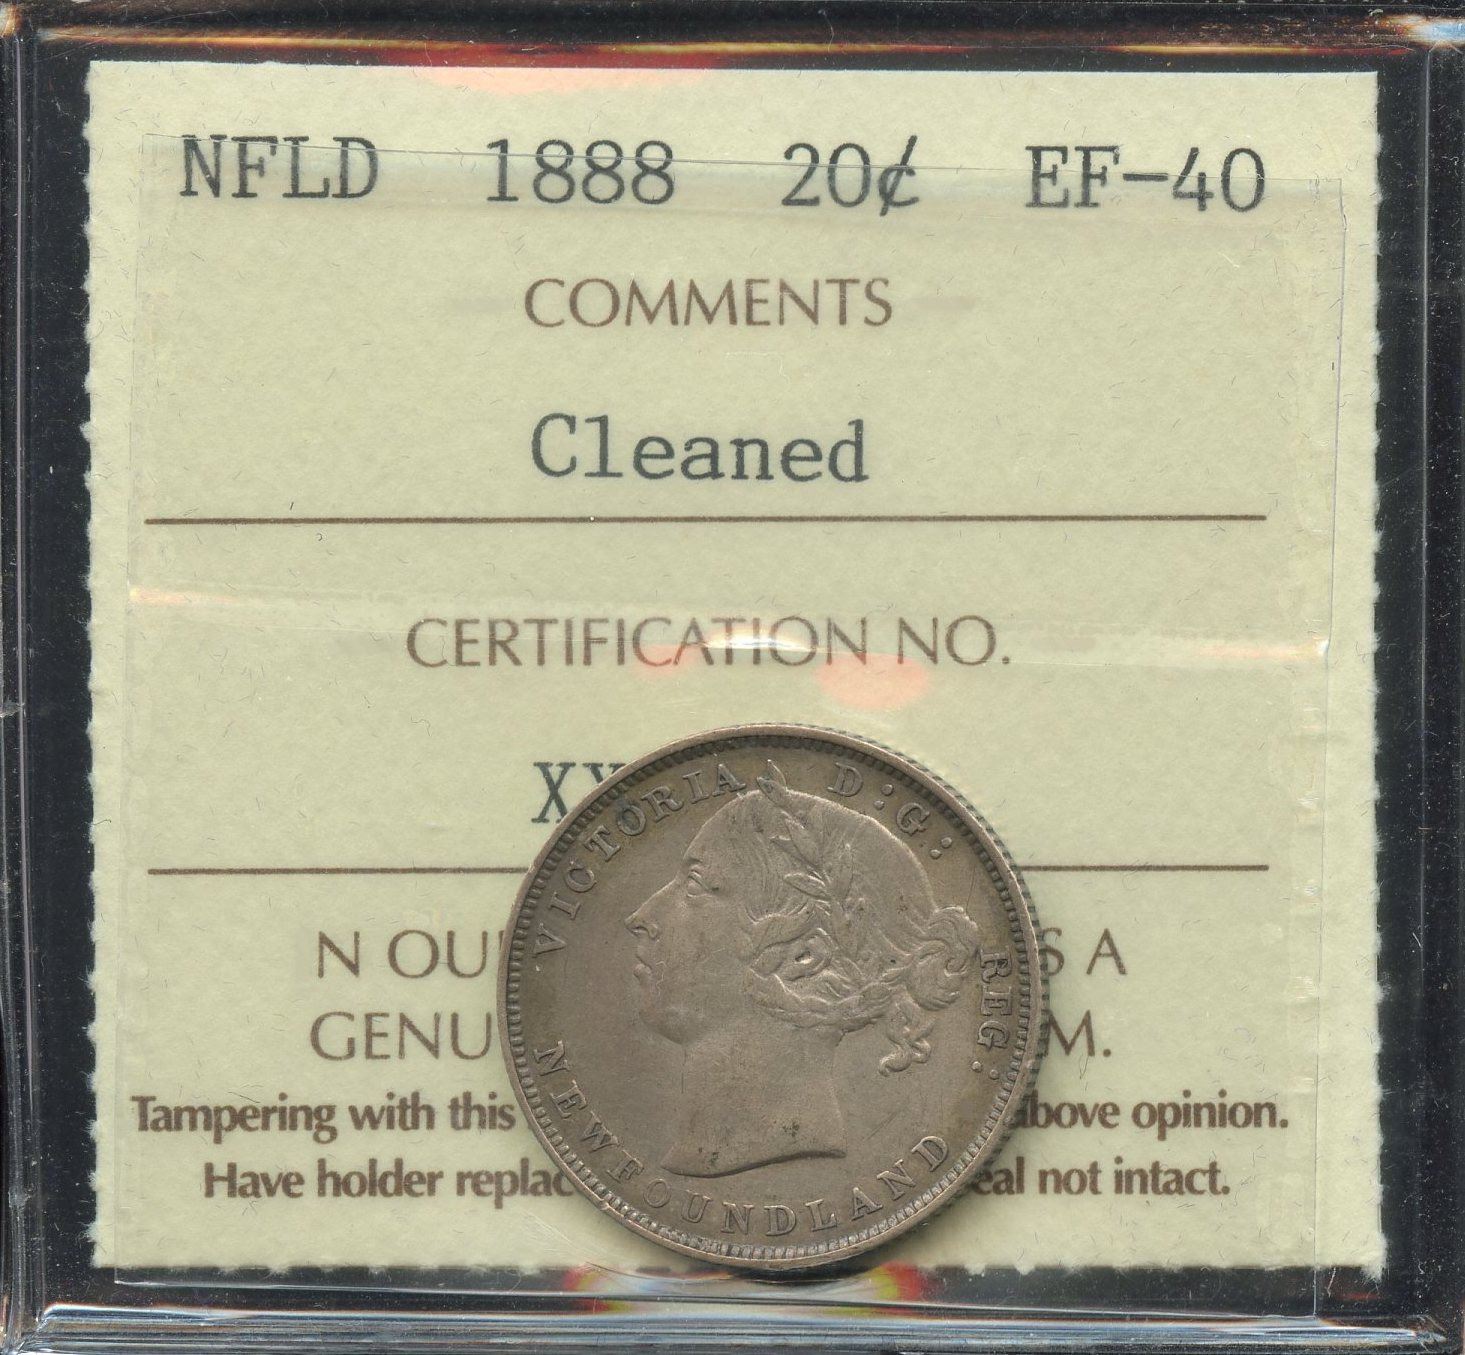 NFLD 1888 20¢ EF-40
COMMENTS
Cleaned
CERTIFICATION NO.
XX
N OU S A
GENU M.
Tampering with this above opinion.
Have holder replac eal not intact.
VICTORIA D:G: REG:
NEWFOUNDLAND